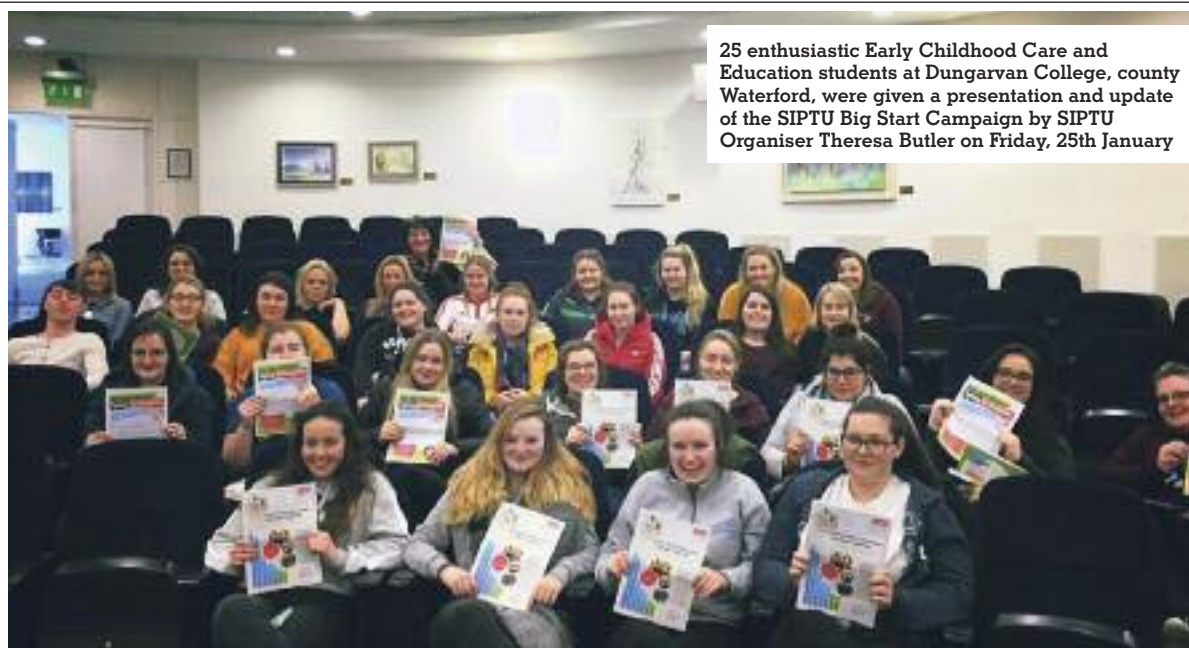 25 enthusiastic Early Childhood Care and
Education students at Dungarvan College, county
Waterford, were given a presentation and update
of the SIPTU Big Start Campaign by SIPTU
Organiser Theresa Butler on Friday, 25th January